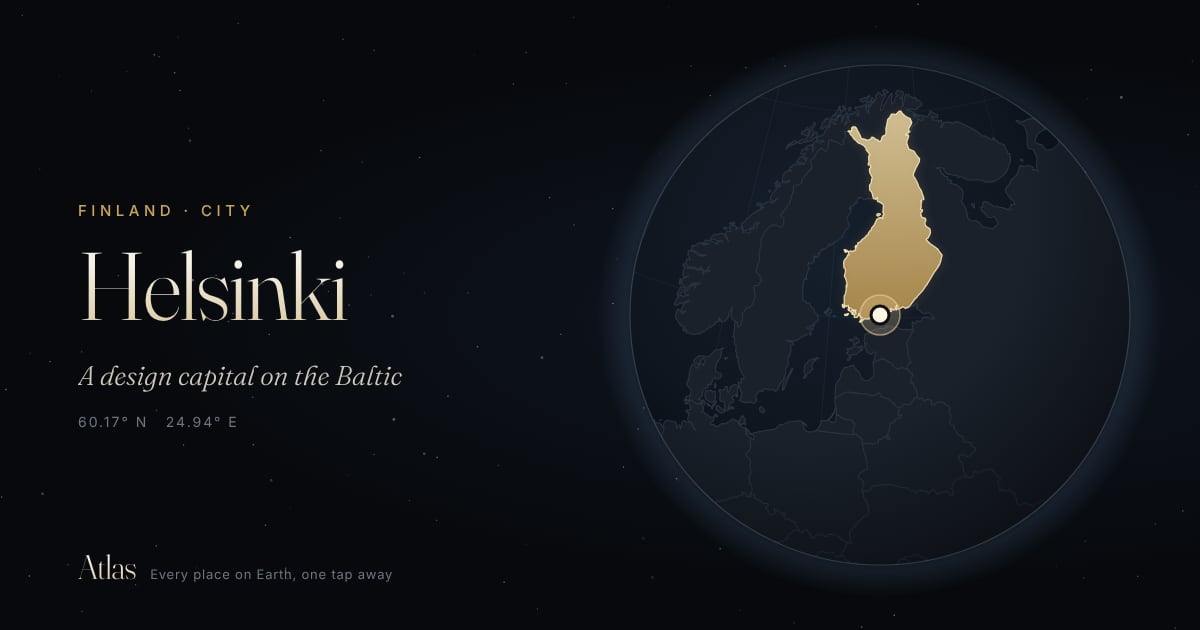 FINLAND · CITY
Helsinki
A design capital on the Baltic
60.17° N 24.94° E
Atlas Every place on Earth, one tap away